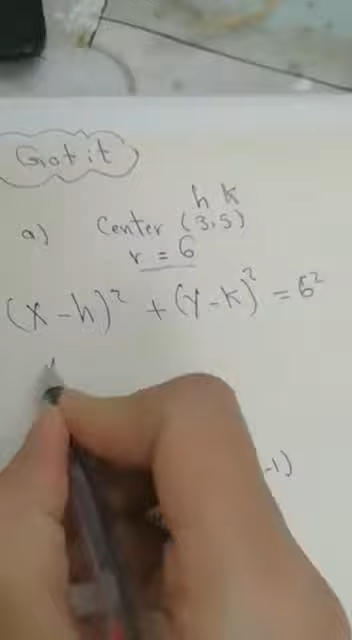 Got it
h k
a) Center (3,5)
r = 6
(x-h)² + (y-k)² = 6²
-1)